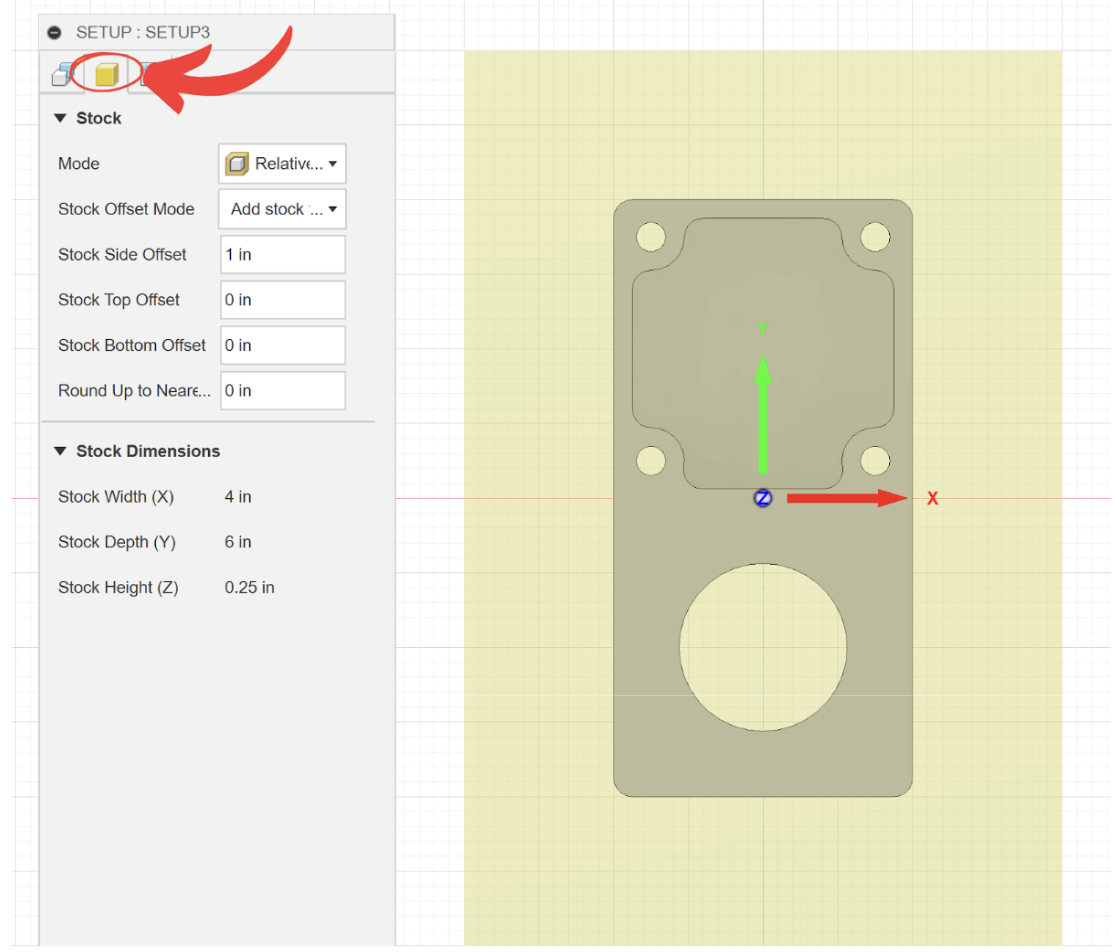 SETUP : SETUP3
Stock
Mode Relative...
Stock Offset Mode Add stock ...
Stock Side Offset 1 in
Stock Top Offset 0 in
Stock Bottom Offset 0 in
Round Up to Neare... 0 in
Stock Dimensions
Stock Width (X) 4 in
Stock Depth (Y) 6 in
Stock Height (Z) 0.25 in
Y
Z X